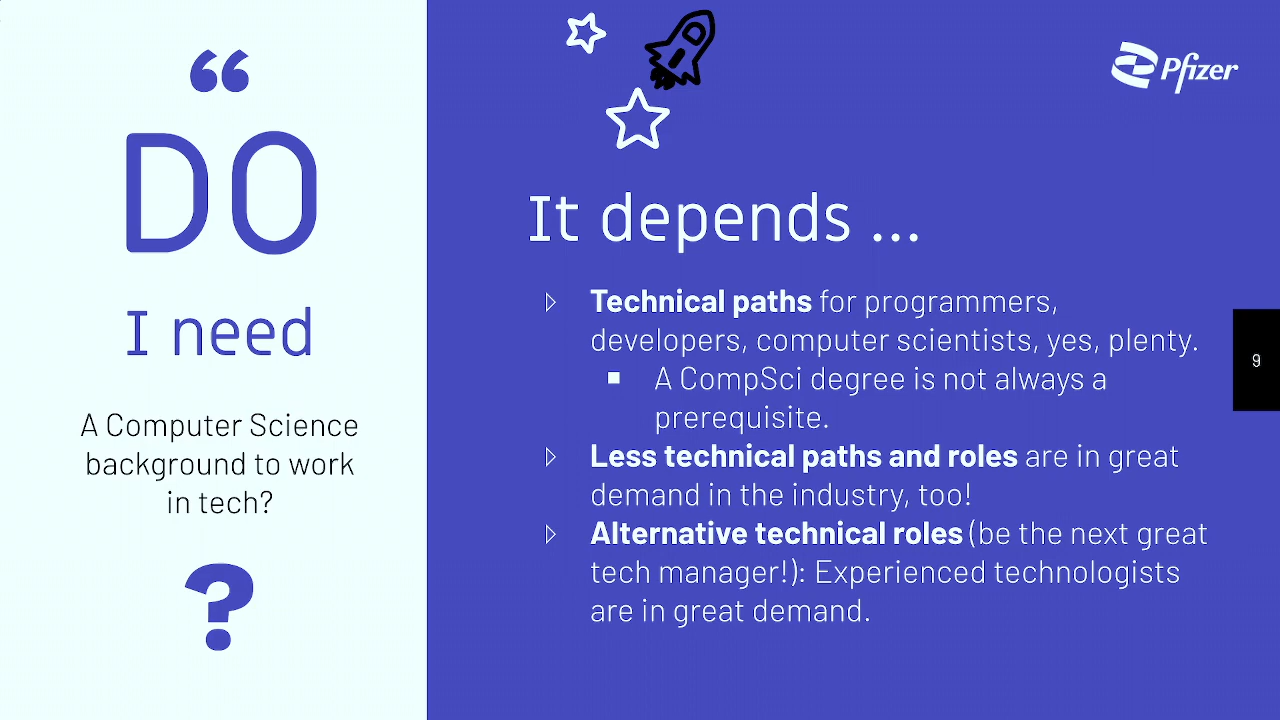 “
DO
I need
A Computer Science
background to work
in tech?
?
Pfizer
It depends ...
Technical paths for programmers,
developers, computer scientists, yes, plenty.
A CompSci degree is not always a
prerequisite.
Less technical paths and roles are in great
demand in the industry, too!
Alternative technical roles (be the next great
tech manager!): Experienced technologists
are in great demand.
9